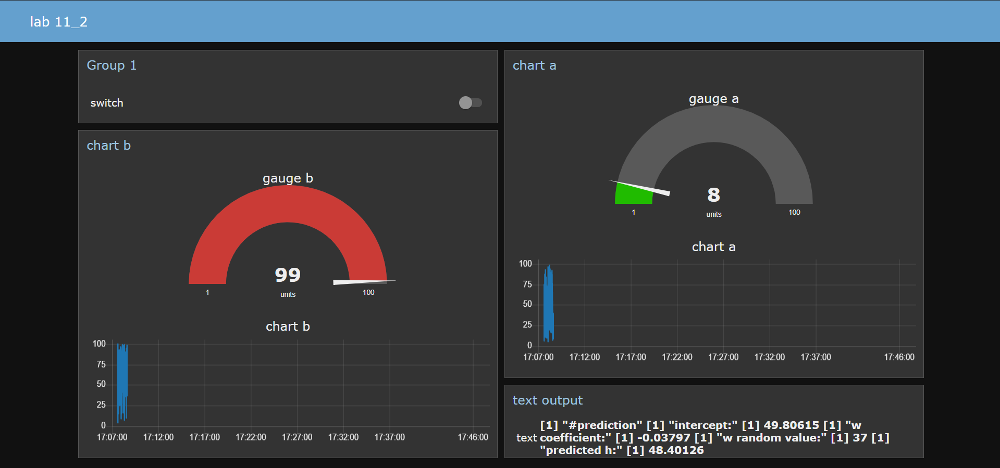 lab 11_2
Group 1
switch
chart b
gauge b
99
units
1
100
chart b
100
75
50
25
0
17:07:00 17:12:00 17:17:00 17:22:00 17:27:00 17:32:00 17:37:00 17:46:00
chart a
gauge a
8
units
1
100
chart a
100
75
50
25
0
17:07:00 17:12:00 17:17:00 17:22:00 17:27:00 17:32:00 17:37:00 17:46:00
text output
[1] "#prediction" [1] "intercept:" [1] 49.80615 [1] "w
text coefficient:" [1] -0.03797 [1] "w random value:" [1] 37 [1]
"predicted h:" [1] 48.40126